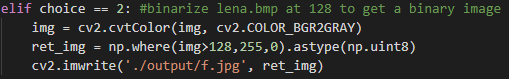 elif choice == 2: #binarize lena.bmp at 128 to get a binary image
    img = cv2.cvtColor(img, cv2.COLOR_BGR2GRAY)
    ret_img = np.where(img>128,255,0).astype(np.uint8)
    cv2.imwrite('./output/f.jpg', ret_img)